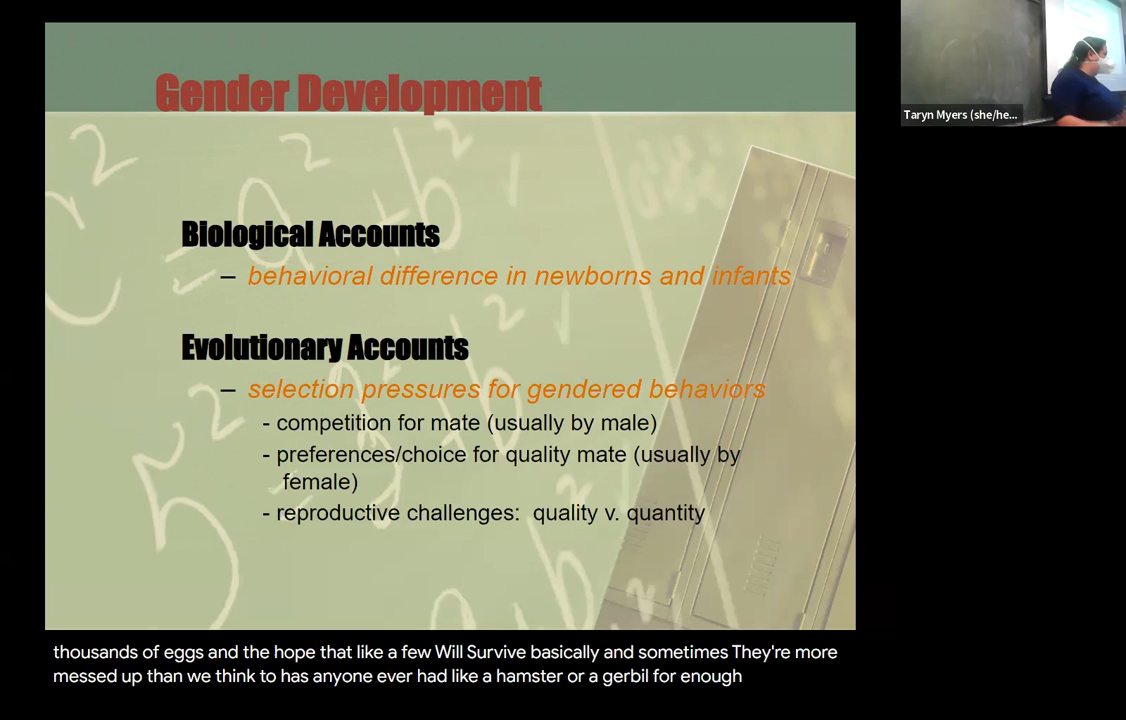 Gender Development
Taryn Myers (she/he...
Biological Accounts
– behavioral difference in newborns and infants
Evolutionary Accounts
– selection pressures for gendered behaviors
- competition for mate (usually by male)
- preferences/choice for quality mate (usually by
female)
- reproductive challenges:  quality v. quantity
thousands of eggs and the hope that like a few Will Survive basically and sometimes They're more
messed up than we think to has anyone ever had like a hamster or a gerbil for enough